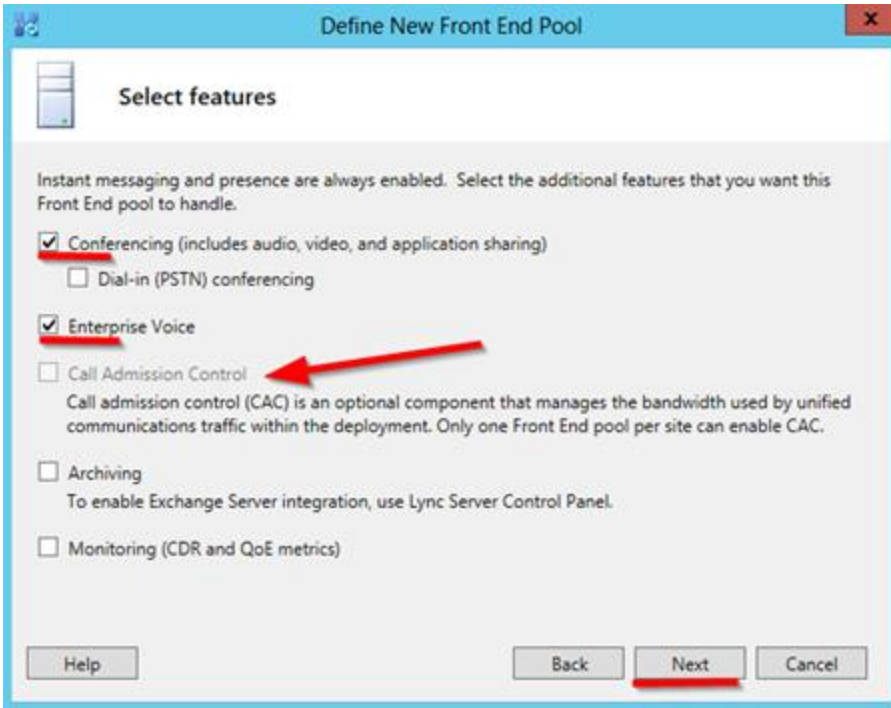 Define New Front End Pool
x
Select features
Instant messaging and presence are always enabled. Select the additional features that you want this
Front End pool to handle.
Conferencing (includes audio, video, and application sharing)
Dial-in (PSTN) conferencing
Enterprise Voice
Call Admission Control
Call admission control (CAC) is an optional component that manages the bandwidth used by unified
communications traffic within the deployment. Only one Front End pool per site can enable CAC.
Archiving
To enable Exchange Server integration, use Lync Server Control Panel.
Monitoring (CDR and QoE metrics)
Help Back Next Cancel